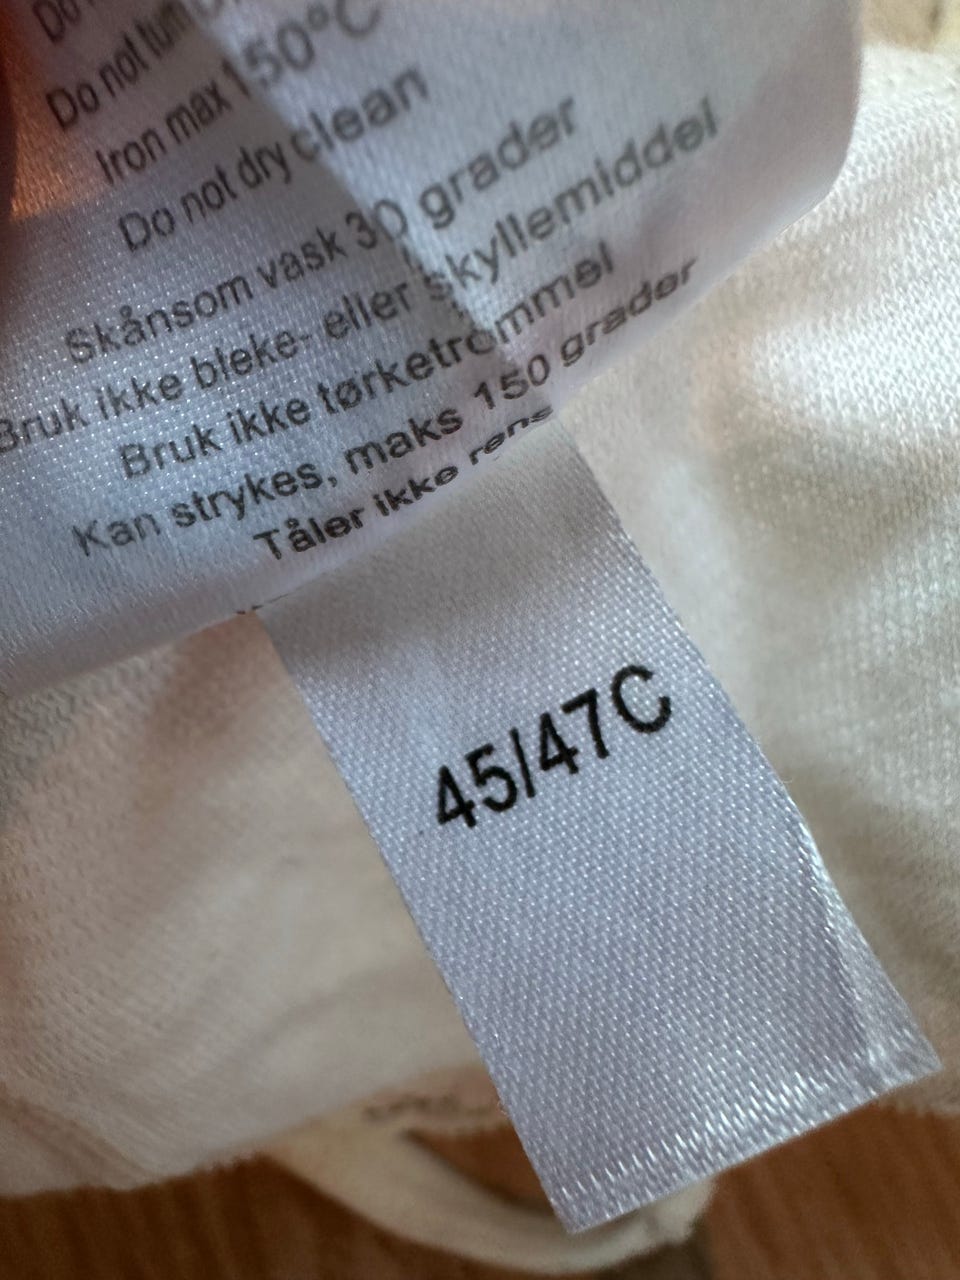 Do not
Iron max 150°C
Do not dry clean
Skånsom vask 30 grader
Bruk ikke bleke- eller skyllemiddel
Bruk ikke tørketrommel
Kan strykes, maks 150 grader
Tåler ikke rens
45/47C